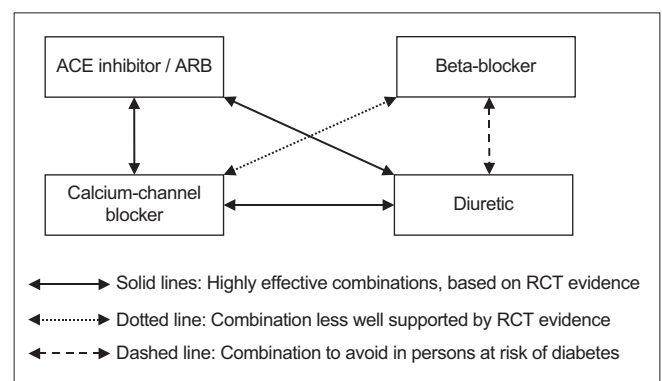 ACE inhibitor / ARB
Beta-blocker
Calcium-channel
blocker
Diuretic
Solid lines: Highly effective combinations, based on RCT evidence
Dotted line: Combination less well supported by RCT evidence
Dashed line: Combination to avoid in persons at risk of diabetes